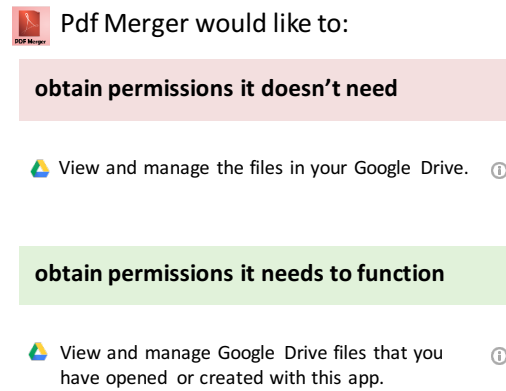 PDF Merger
Pdf Merger would like to:
obtain permissions it doesn't need
View and manage the files in your Google Drive.
obtain permissions it needs to function
View and manage Google Drive files that you
have opened or created with this app.